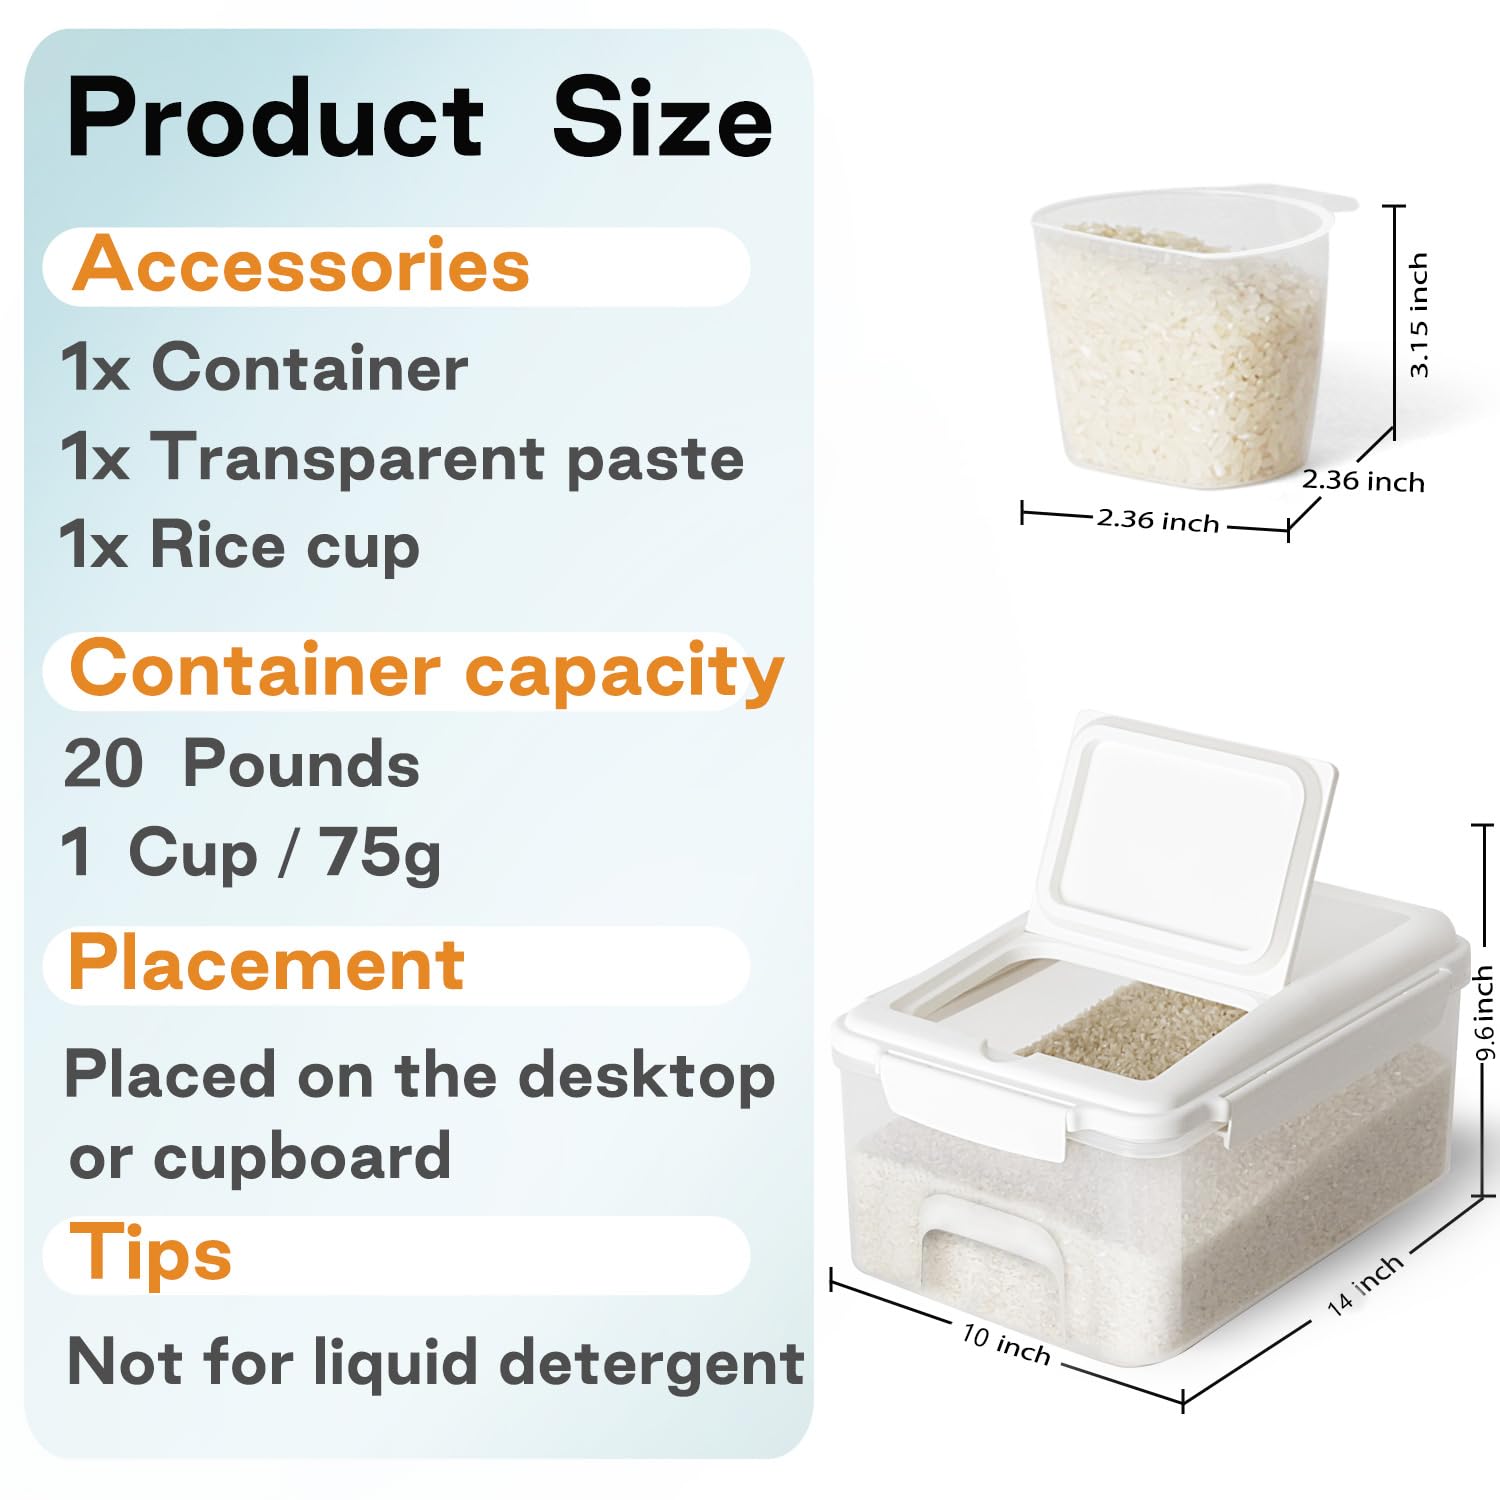 Product Size
Accessories
1x Container
1x Transparent paste
1x Rice cup
Container capacity
20 Pounds
1 Cup / 75g
Placement
Placed on the desktop
or cupboard
Tips
Not for liquid detergent
3.15 inch
2.36 inch
2.36 inch
9.6inch
14 inch
10 inch